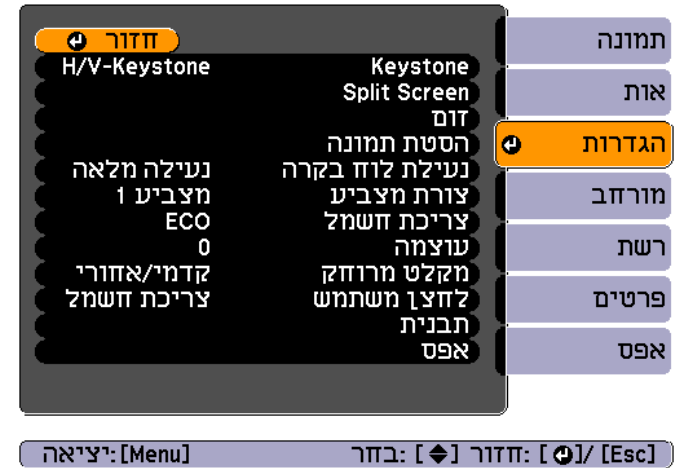 תמונה
אות
הגדרות
מורחב
רשת
פרטים
אפס
חזור
Keystone H/V-Keystone
Split Screen
זום
הסטת תמונה
נעילת לוח בקרה נעילה מלאה
צורת מצביע מצביע 1
צריכת חשמל ECO
עוצמה 0
מקלט מרוחק קדמי/אחורי
לחצן משתמש צריכת חשמל
תבנית
אפס
[Esc] /[ ]: חזור [ ]: בחר [Menu]: יציאה